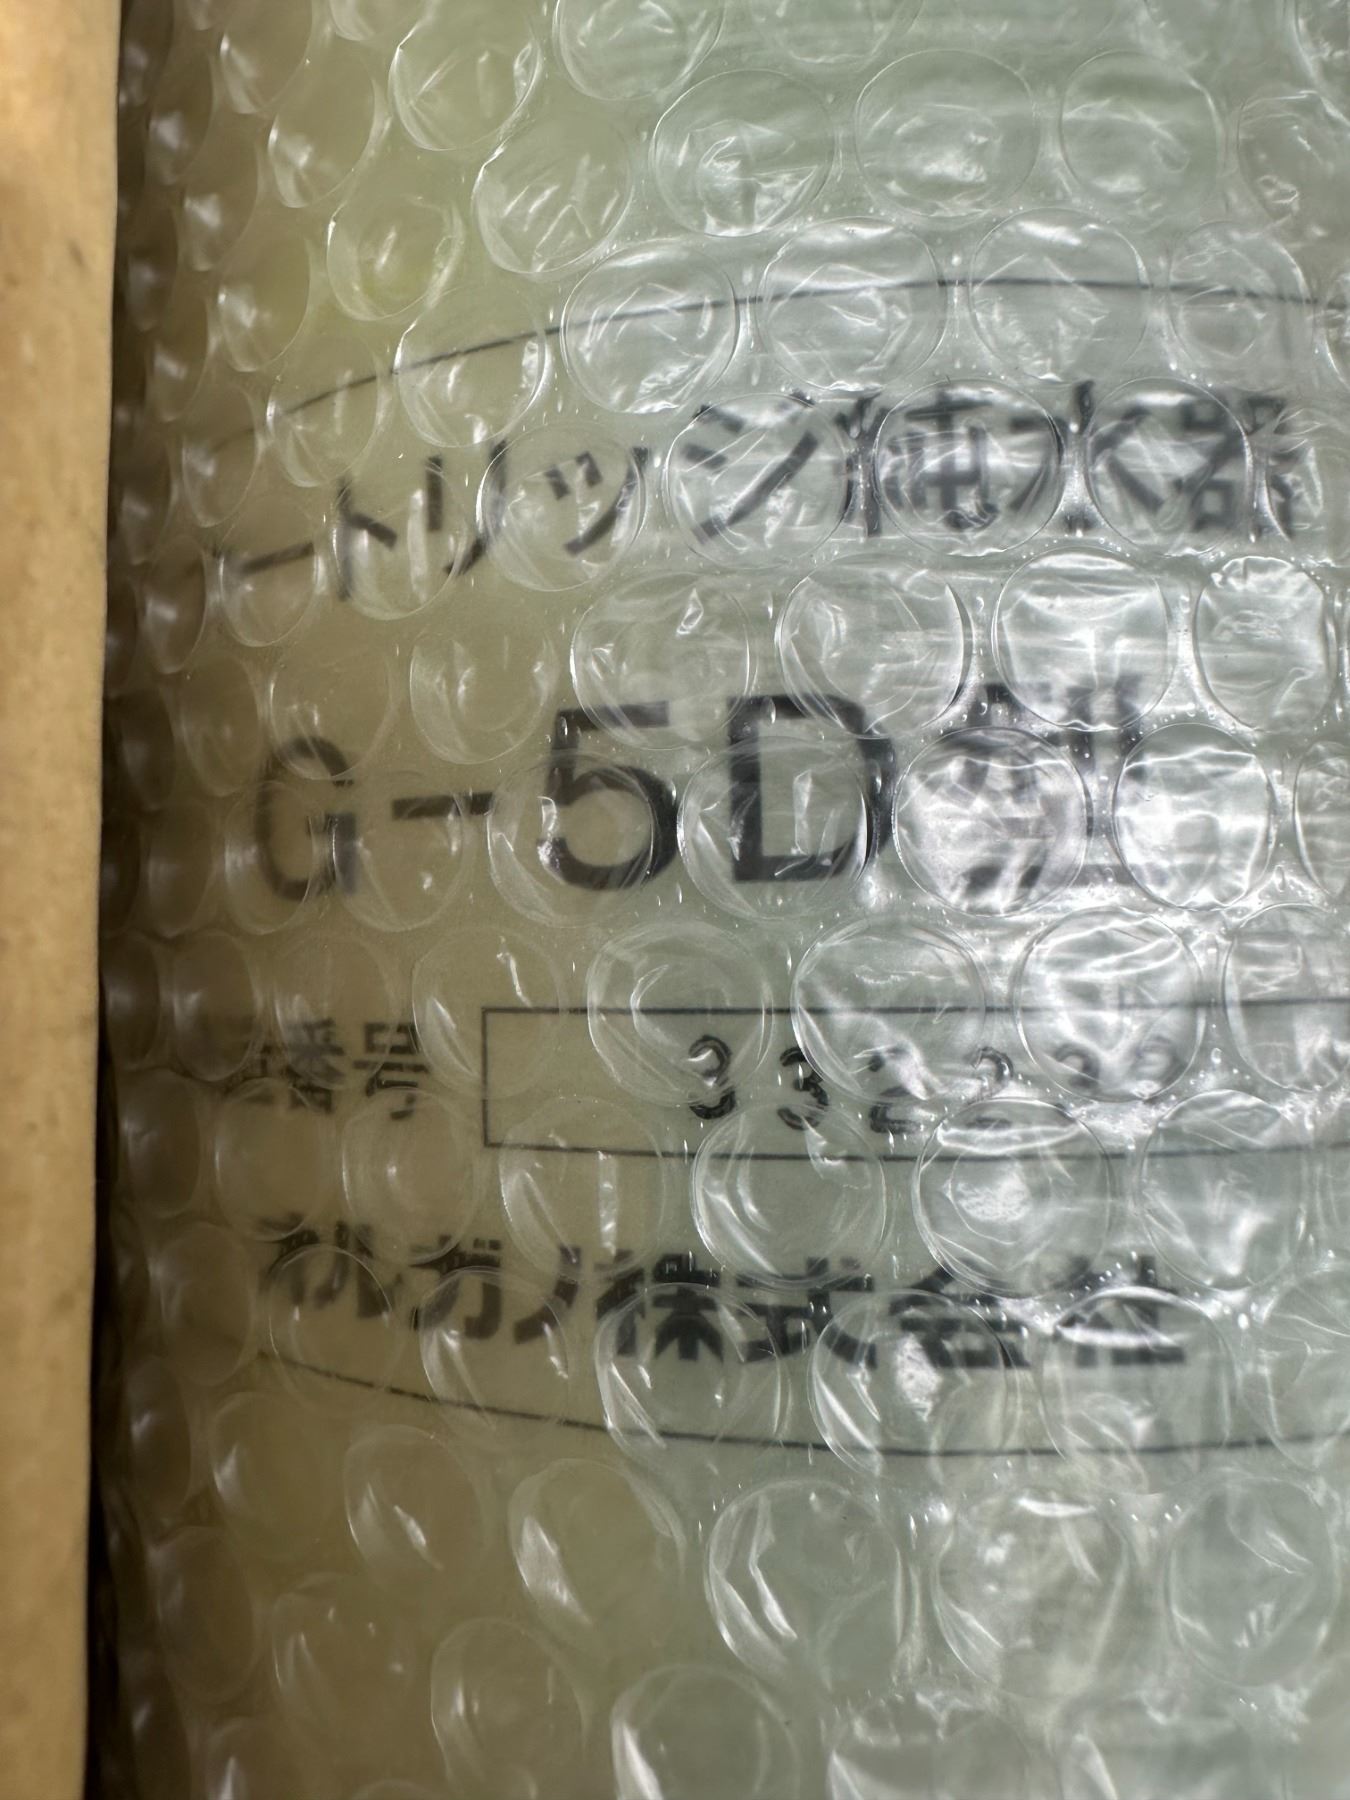 ートリッジ純水器
G-5D型
造番号
オルガノ株式会社